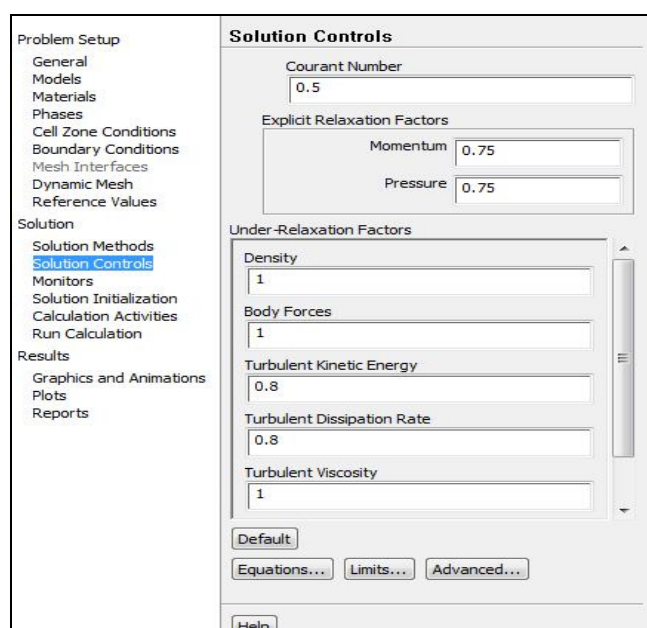 Problem Setup
General
Models
Materials
Phases
Cell Zone Conditions
Boundary Conditions
Mesh Interfaces
Dynamic Mesh
Reference Values
Solution
Solution Methods
Solution Controls
Monitors
Solution Initialization
Calculation Activities
Run Calculation
Results
Graphics and Animations
Plots
Reports
Solution Controls
Courant Number
0.5
Explicit Relaxation Factors
Momentum 0.75
Pressure 0.75
Under-Relaxation Factors
Density
1
Body Forces
1
Turbulent Kinetic Energy
0.8
Turbulent Dissipation Rate
0.8
Turbulent Viscosity
1
Default
Equations... Limits... Advanced...
Help